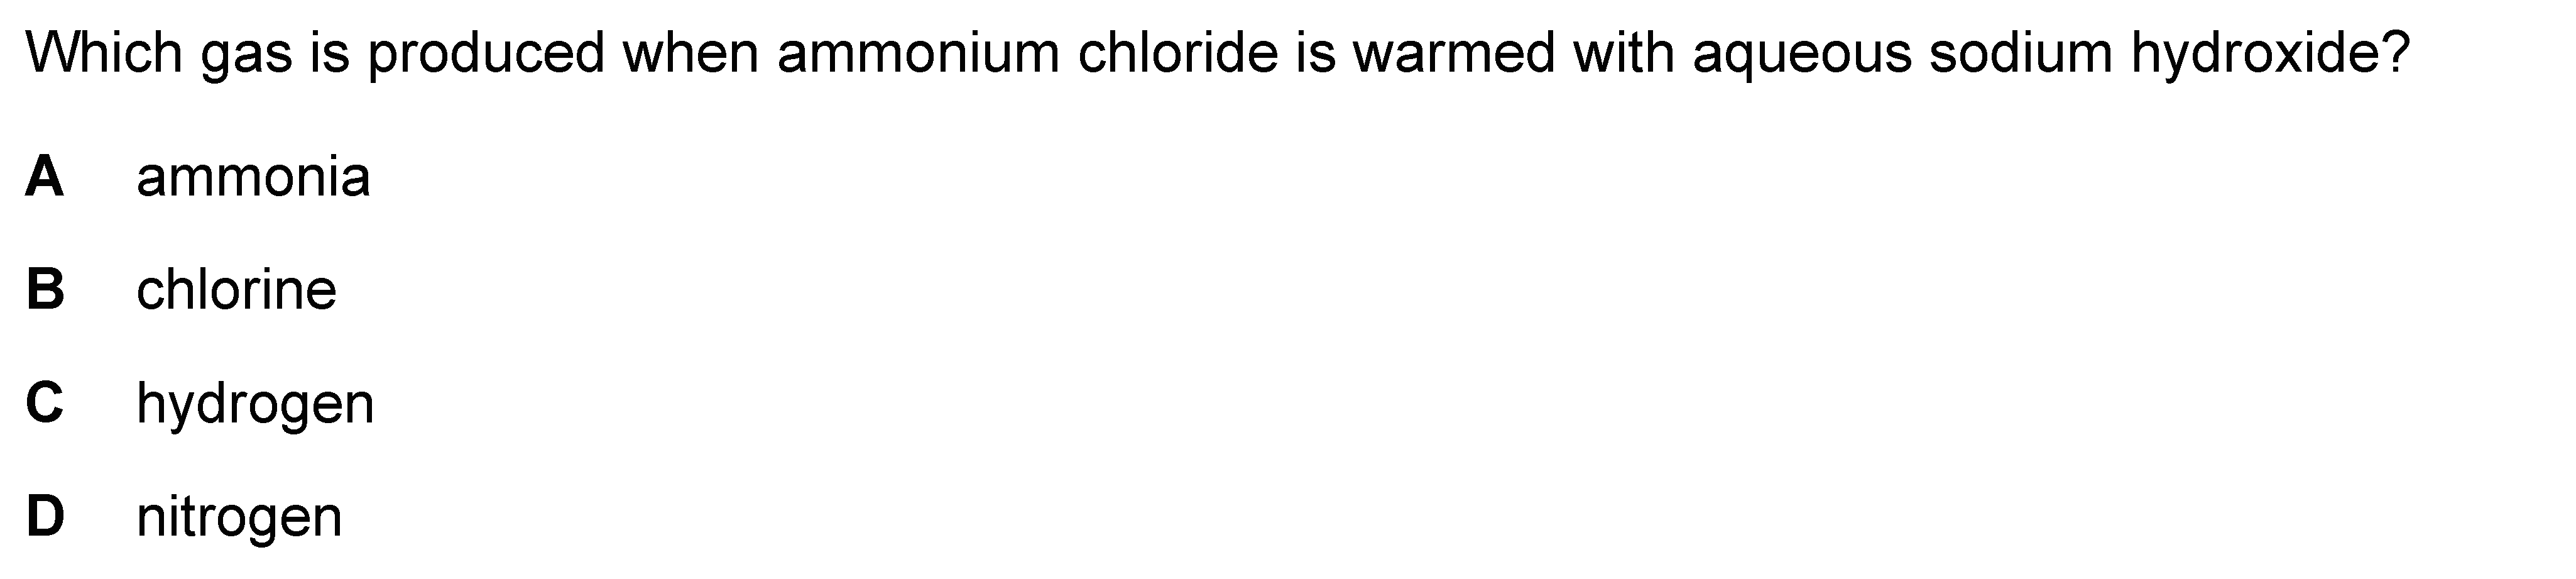 Which gas is produced when ammonium chloride is warmed with aqueous sodium hydroxide?
A ammonia
B chlorine
C hydrogen
D nitrogen